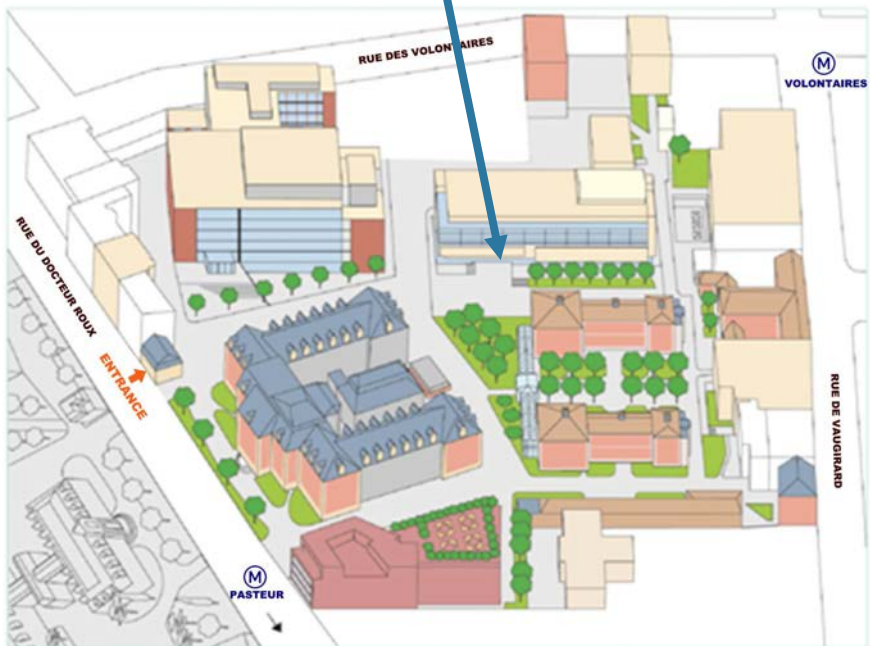 RUE DES VOLONTAIRES
M
VOLONTAIRES
RUE DU DOCTEUR ROUX
ENTRANCE
RUE DE VAUGIRARD
M
PASTEUR